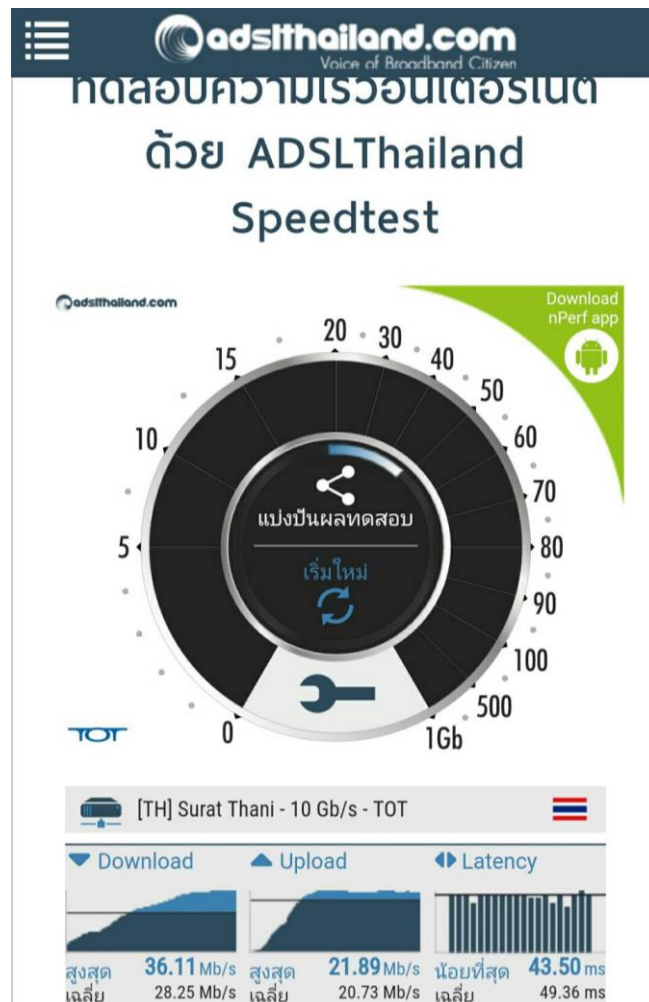 adslthailand.com
Voice of Broadband Citizen
ทดสอบความเร็วอินเตอร์เน็ต
ด้วย ADSLThailand
Speedtest
adslthailand.com
Download
nPerf app
0
5
10
15
20
30
40
50
60
70
80
90
100
500
1Gb
แบ่งปันผลทดสอบ
เริ่มใหม่
TOT
[TH] Surat Thani - 10 Gb/s - TOT
Download Upload Latency
สูงสุด 36.11 Mb/s สูงสุด 21.89 Mb/s น้อยที่สุด 43.50 ms
เฉลี่ย 28.25 Mb/s เฉลี่ย 20.73 Mb/s เฉลี่ย 49.36 ms